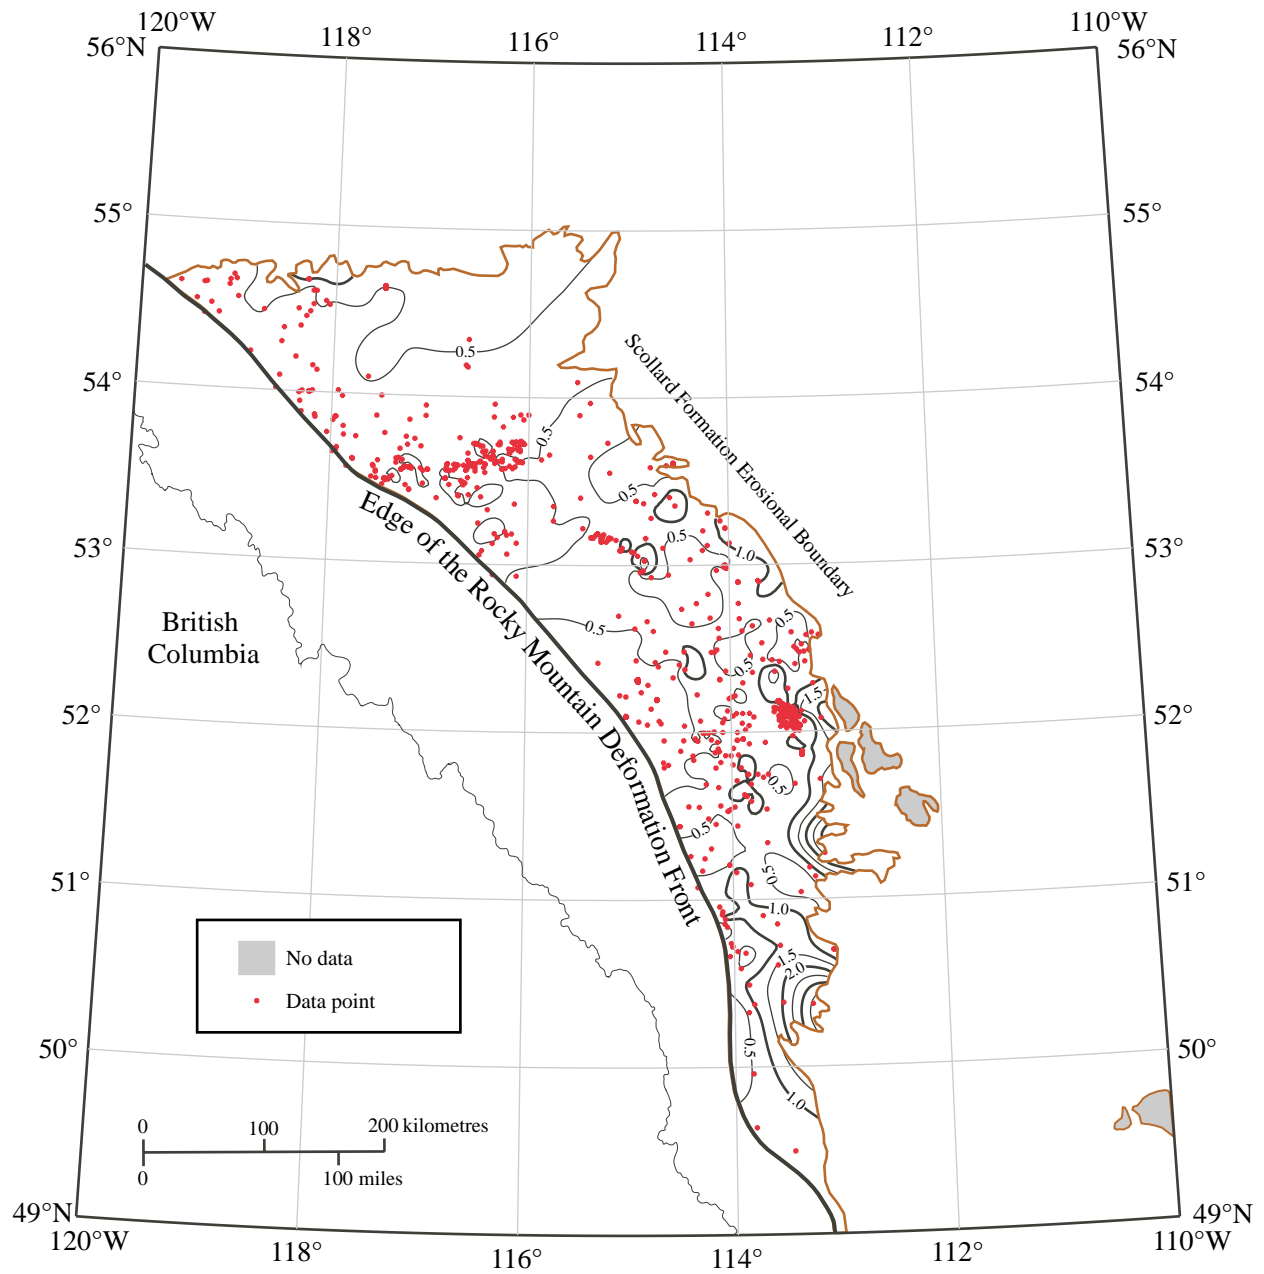 120°W
110°W
118°
116°
114°
112°
56°N
56°N
55°
55°
Scollard Formation Erosional Boundary
0.5
54°
54°
0.5
0.5
Edge of the Rocky Mountain Deformation Front
0.5
1.0
53°
53°
British
Columbia
0.5
0.5
0.5
1.5
52°
52°
0.5
0.5
0.5
51°
51°
1.0
No data
1.5
2.0
Data point
50°
50°
0.5
1.0
0
100
200 kilometres
0
100 miles
49°N
49°N
120°W
110°W
118°
116°
114°
112°